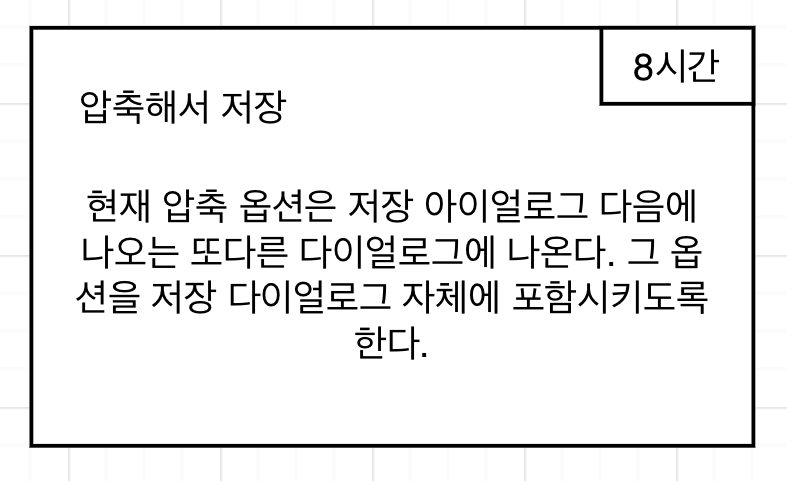 8시간
압축해서 저장
현재 압축 옵션은 저장 아이얼로그 다음에
나오는 또다른 다이얼로그에 나온다. 그 옵
션을 저장 다이얼로그 자체에 포함시키도록
한다.